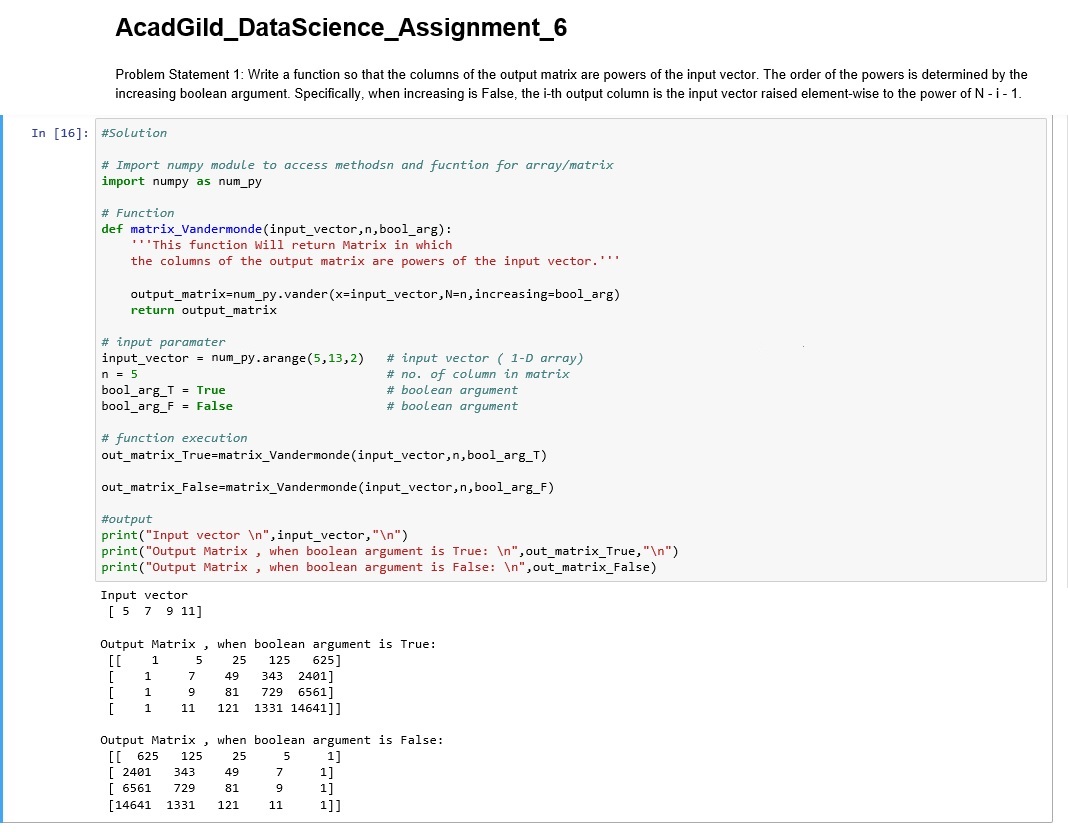 AcadGild_DataScience_Assignment_6
Problem Statement 1: Write a function so that the columns of the output matrix are powers of the input vector. The order of the powers is determined by the
increasing boolean argument. Specifically, when increasing is False, the i-th output column is the input vector raised element-wise to the power of N - i - 1.
In [16]: #Solution
# Import numpy module to access methodsn and fucntion for array/matrix
import numpy as num_py
# Function
def matrix_Vandermonde(input_vector,n,bool_arg):
    '''This function Will return Matrix in which
    the columns of the output matrix are powers of the input vector.'''
    output_matrix=num_py.vander(x=input_vector,N=n,increasing=bool_arg)
    return output_matrix
# input paramater
input_vector = num_py.arange(5,13,2)   # input vector ( 1-D array)
n = 5                                  # no. of column in matrix
bool_arg_T = True                      # boolean argument
bool_arg_F = False                     # boolean argument
# function execution
out_matrix_True=matrix_Vandermonde(input_vector,n,bool_arg_T)
out_matrix_False=matrix_Vandermonde(input_vector,n,bool_arg_F)
#output
print("Input vector \n",input_vector,"\n")
print("Output Matrix , when boolean argument is True: \n",out_matrix_True,"\n")
print("Output Matrix , when boolean argument is False: \n",out_matrix_False)
Input vector
 [ 5  7  9 11]
Output Matrix , when boolean argument is True:
 [[    1     5    25   125   625]
 [    1     7    49   343  2401]
 [    1     9    81   729  6561]
 [    1    11   121  1331 14641]]
Output Matrix , when boolean argument is False:
 [[  625   125    25     5     1]
 [ 2401   343    49     7     1]
 [ 6561   729    81     9     1]
 [14641  1331   121    11     1]]